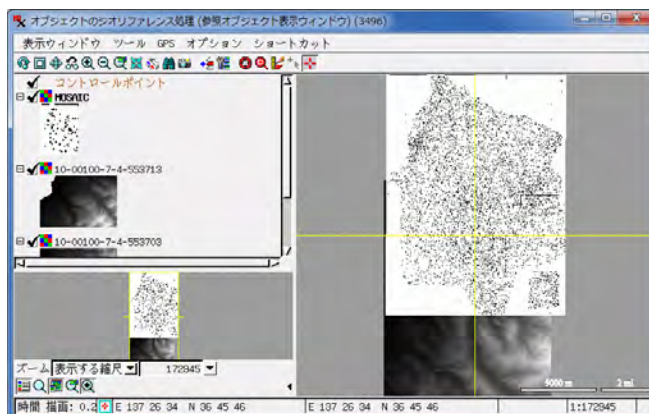 オブジェクトのジオリファレンス処理 (参照オブジェクト表示ウィンドウ) (3496)
表示ウィンドウ ツール GPS オプション ショートカット
コントロールポイント
MOSAIC
10-00100-7-4-553713
10-00100-7-4-553703
ズーム 表示する縮尺 172945
5000 m 2 mi
時間 描画: 0.2 E 137 26 34 N 36 45 46 E 137 26 34 N 36 45 46 1:172945